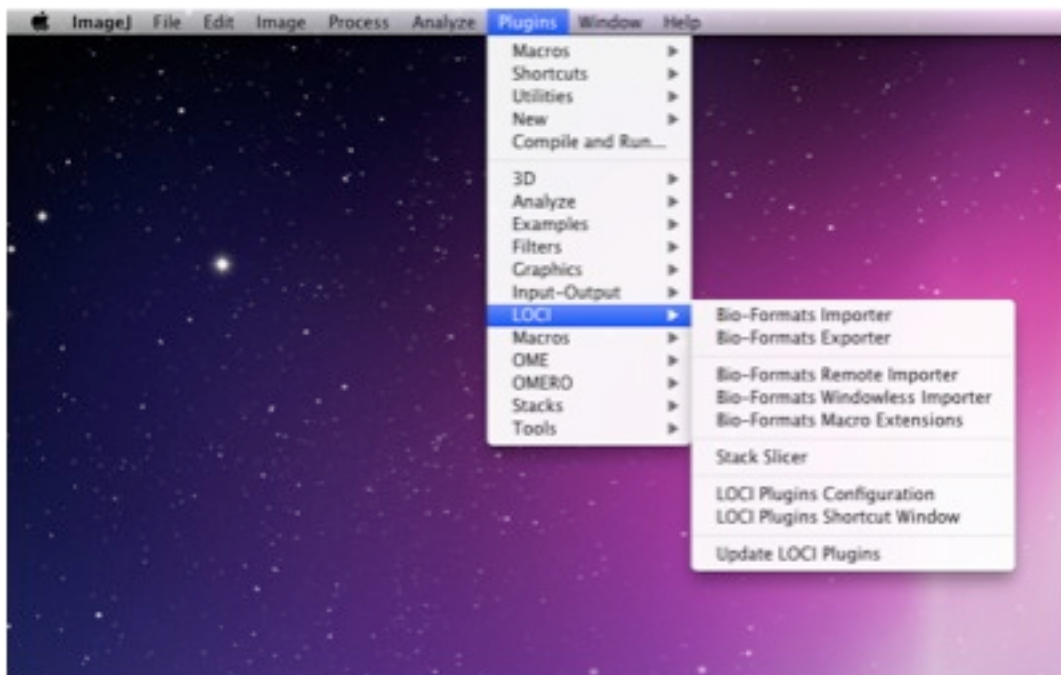 ImageJ File Edit Image Process Analyze Plugins Window Help
Macros
Shortcuts
Utilities
New
Compile and Run...
3D
Analyze
Examples
Filters
Graphics
Input-Output
LOCI
Macros
OME
OMERO
Stacks
Tools
Bio-Formats Importer
Bio-Formats Exporter
Bio-Formats Remote Importer
Bio-Formats Windowless Importer
Bio-Formats Macro Extensions
Stack Slicer
LOCI Plugins Configuration
LOCI Plugins Shortcut Window
Update LOCI Plugins